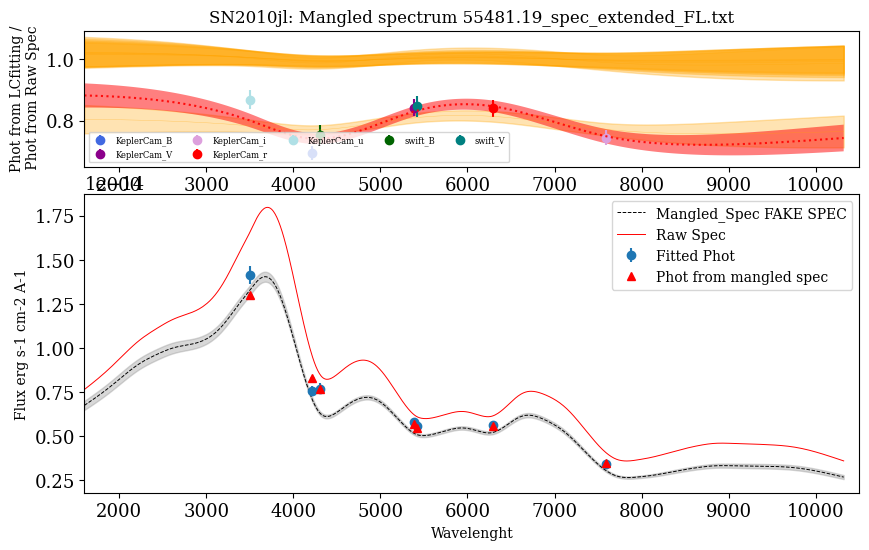 SN2010jl: Mangled spectrum 55481.19_spec_extended_FL.txt
Phot from LCfitting /
Phot from Raw Spec
1.0
0.8
KeplerCam_B KeplerCam_i KeplerCam_u swift_B swift_V
KeplerCam_V KeplerCam_r
2000 3000 4000 5000 6000 7000 8000 9000 10000
1e−14
Flux erg s-1 cm-2 A-1
1.75
1.50
1.25
1.00
0.75
0.50
0.25
Mangled_Spec FAKE SPEC
Raw Spec
Fitted Phot
Phot from mangled spec
2000 3000 4000 5000 6000 7000 8000 9000 10000
Wavelenght